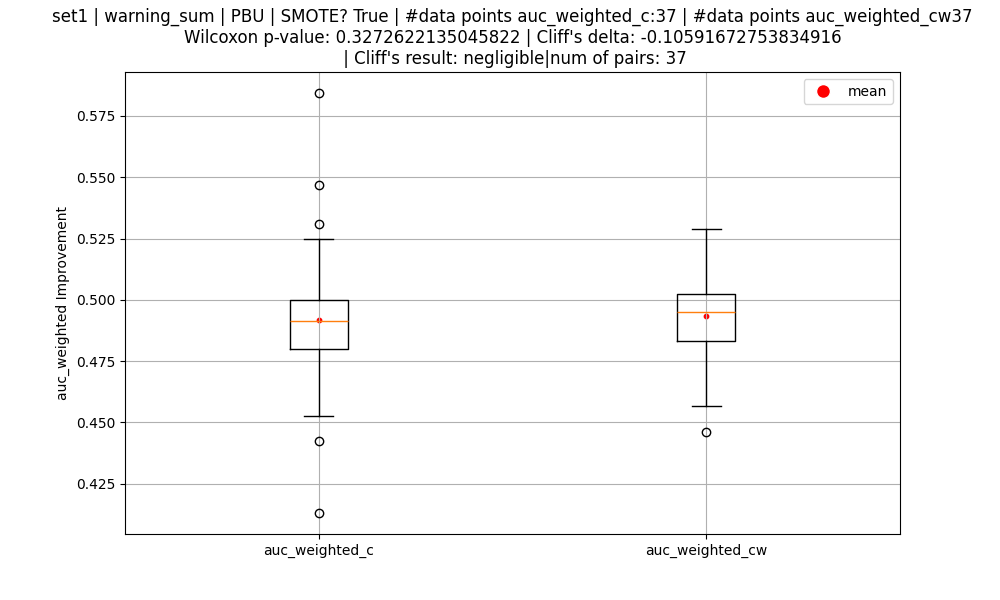 set1 | warning_sum | PBU | SMOTE? True | #data points auc_weighted_c:37 | #data points auc_weighted_cw37
Wilcoxon p-value: 0.3272622135045822 | Cliff's delta: -0.10591672753834916
| Cliff's result: negligible|num of pairs: 37
mean
0.575
0.550
0.525
0.500
0.475
0.450
0.425
auc_weighted Improvement
auc_weighted_c
auc_weighted_cw